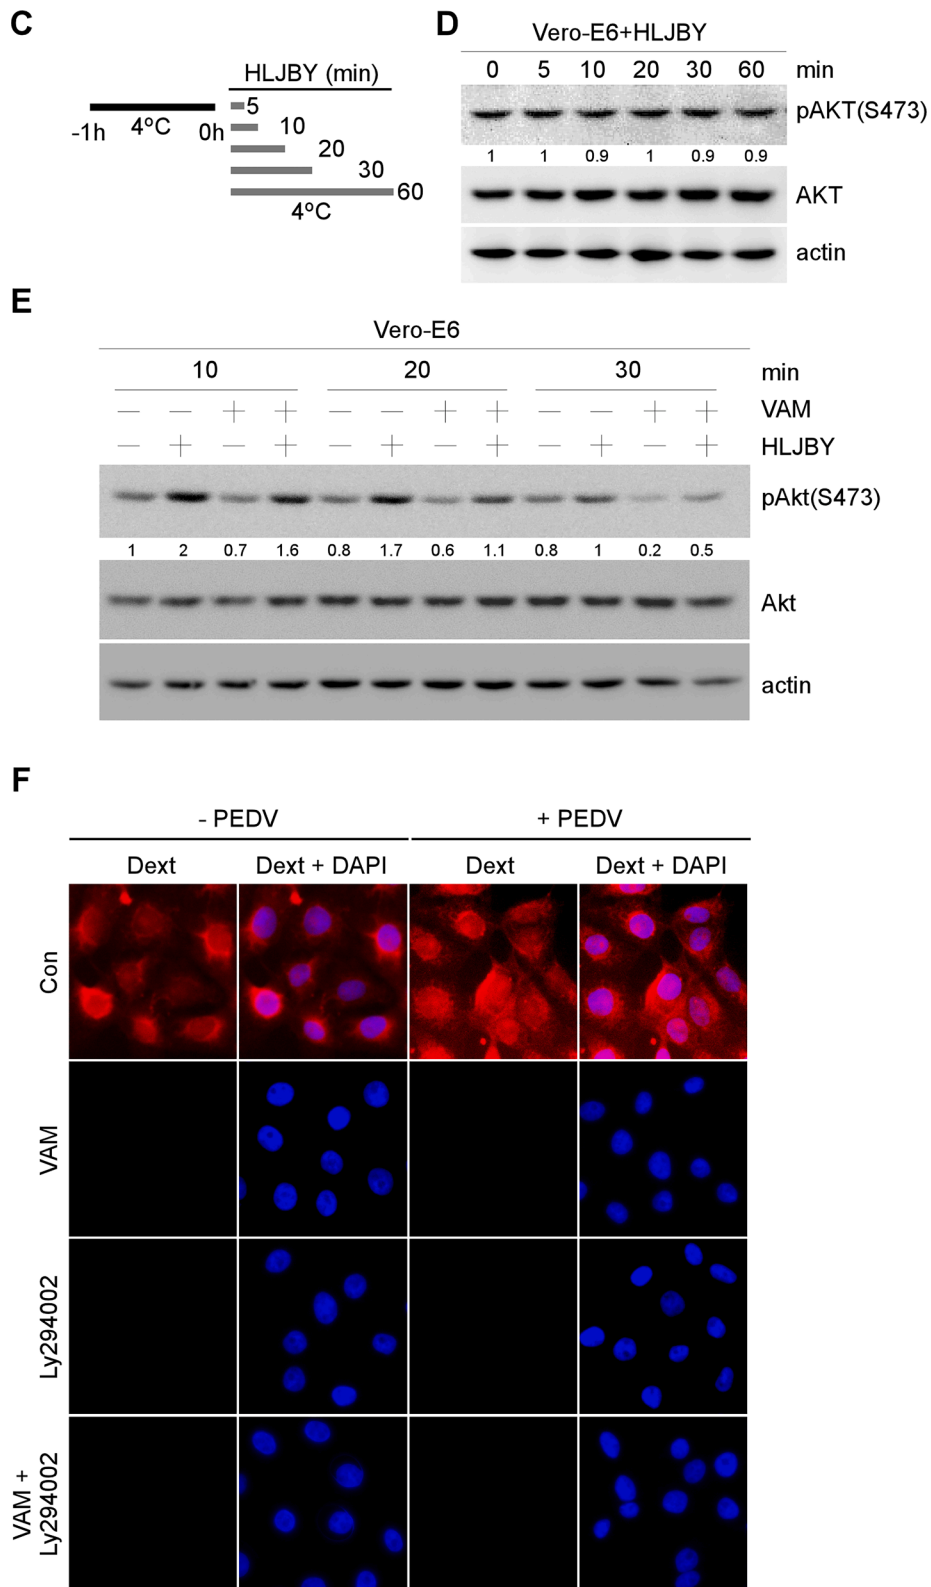 C
HLJBY (min)
5
-1h 4ºC 0h
10
20
30
60
4ºC
D
Vero-E6+HLJBY
0 5 10 20 30 60 min
pAKT(S473)
1 1 0.9 1 0.9 0.9
AKT
actin
E
Vero-E6
10 20 30 min
— — + + — — + + — — + + VAM
— + — + — + — + — + — + HLJBY
pAkt(S473)
1 2 0.7 1.6 0.8 1.7 0.6 1.1 0.8 1 0.2 0.5
Akt
actin
F
- PEDV + PEDV
Dext Dext + DAPI Dext Dext + DAPI
Con
VAM
Ly294002
VAM +
Ly294002